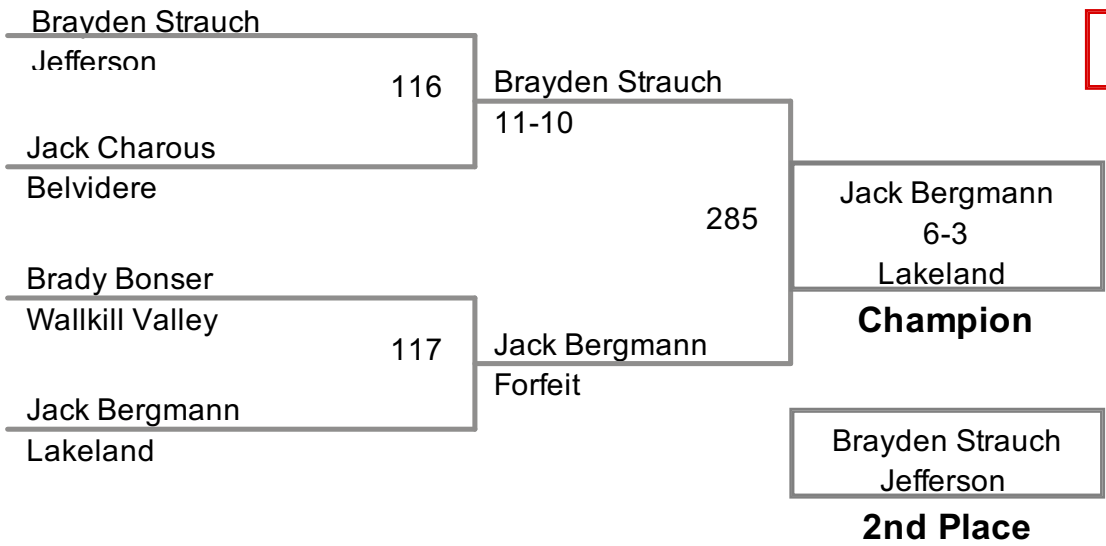 Brayden Strauch
Jefferson
116
Brayden Strauch
11-10
Jack Charous
Belvidere
285
Jack Bergmann
6-3
Lakeland
Champion
Brady Bonser
Wallkill Valley
117
Jack Bergmann
Forfeit
Jack Bergmann
Lakeland
Brayden Strauch
Jefferson
2nd Place